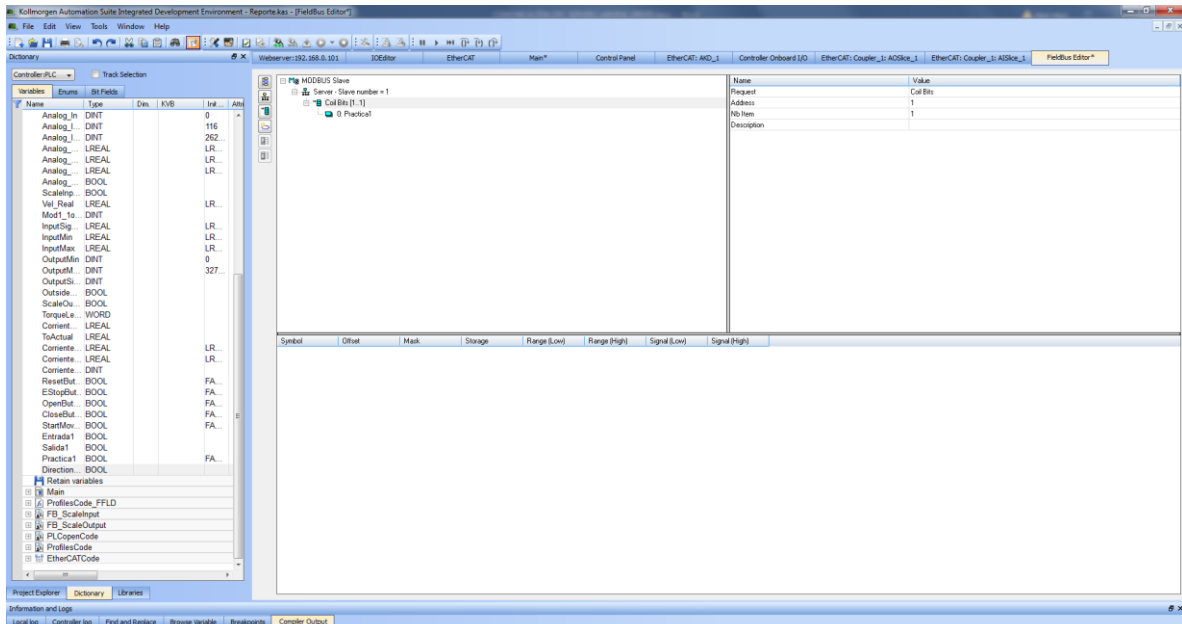 Kollmorgen Automation Suite Integrated Development Environment - Reporte.kas - [FieldBus Editor*]
File Edit View Tools Window Help
Dictionary
Webserver:192.168.0.101 IOEditor EtherCAT Main* Control Panel EtherCAT: AKD_1 Controller Onboard I/O EtherCAT: Coupler_1: AOSlice_1 EtherCAT: Coupler_1: AISlice_1 FieldBus Editor*
Controller:PLC Track Selection
Variables Enums Bit Fields
Name Type Dim. KVB Init... Attri
Analog_In DINT 0
Analog_I... DINT 116
Analog_I... DINT 262...
Analog_... LREAL LR...
Analog_... LREAL LR...
Analog_... LREAL LR...
Analog_... BOOL
ScaleInp... BOOL
Vel_Real LREAL LR...
Mod1_1o... DINT
InputSig... LREAL LR...
InputMin LREAL LR...
InputMax LREAL LR...
OutputMin DINT 0
OutputM... DINT 327...
OutputSi... DINT
Outside... BOOL
ScaleOu... BOOL
TorqueLe... WORD
Corrient... LREAL
ToActual LREAL
Corriente... LREAL LR...
Corriente... LREAL LR...
Corriente... DINT
ResetBut... BOOL FA...
EStopBut... BOOL FA...
OpenBut... BOOL FA...
CloseBut... BOOL FA...
StartMov... BOOL FA...
Entrada1 BOOL
Salida1 BOOL
Practica1 BOOL FA...
Direction... BOOL
Retain variables
Main
ProfilesCode_FFLD
FB_ScaleInput
FB_ScaleOutput
PLCopenCode
ProfilesCode
EtherCATCode
Project Explorer Dictionary Libraries
MODBUS Slave
Server - Slave number = 1
Coil Bits [1..1]
0: Practica1
Name Value
Request Coil Bits
Address 1
Nb Item 1
Description
Symbol Offset Mask Storage Range (Low) Range (High) Signal (Low) Signal (High)
Information and Logs
Local log Controller log Find and Replace Browse Variable Breakpoints Compiler Output